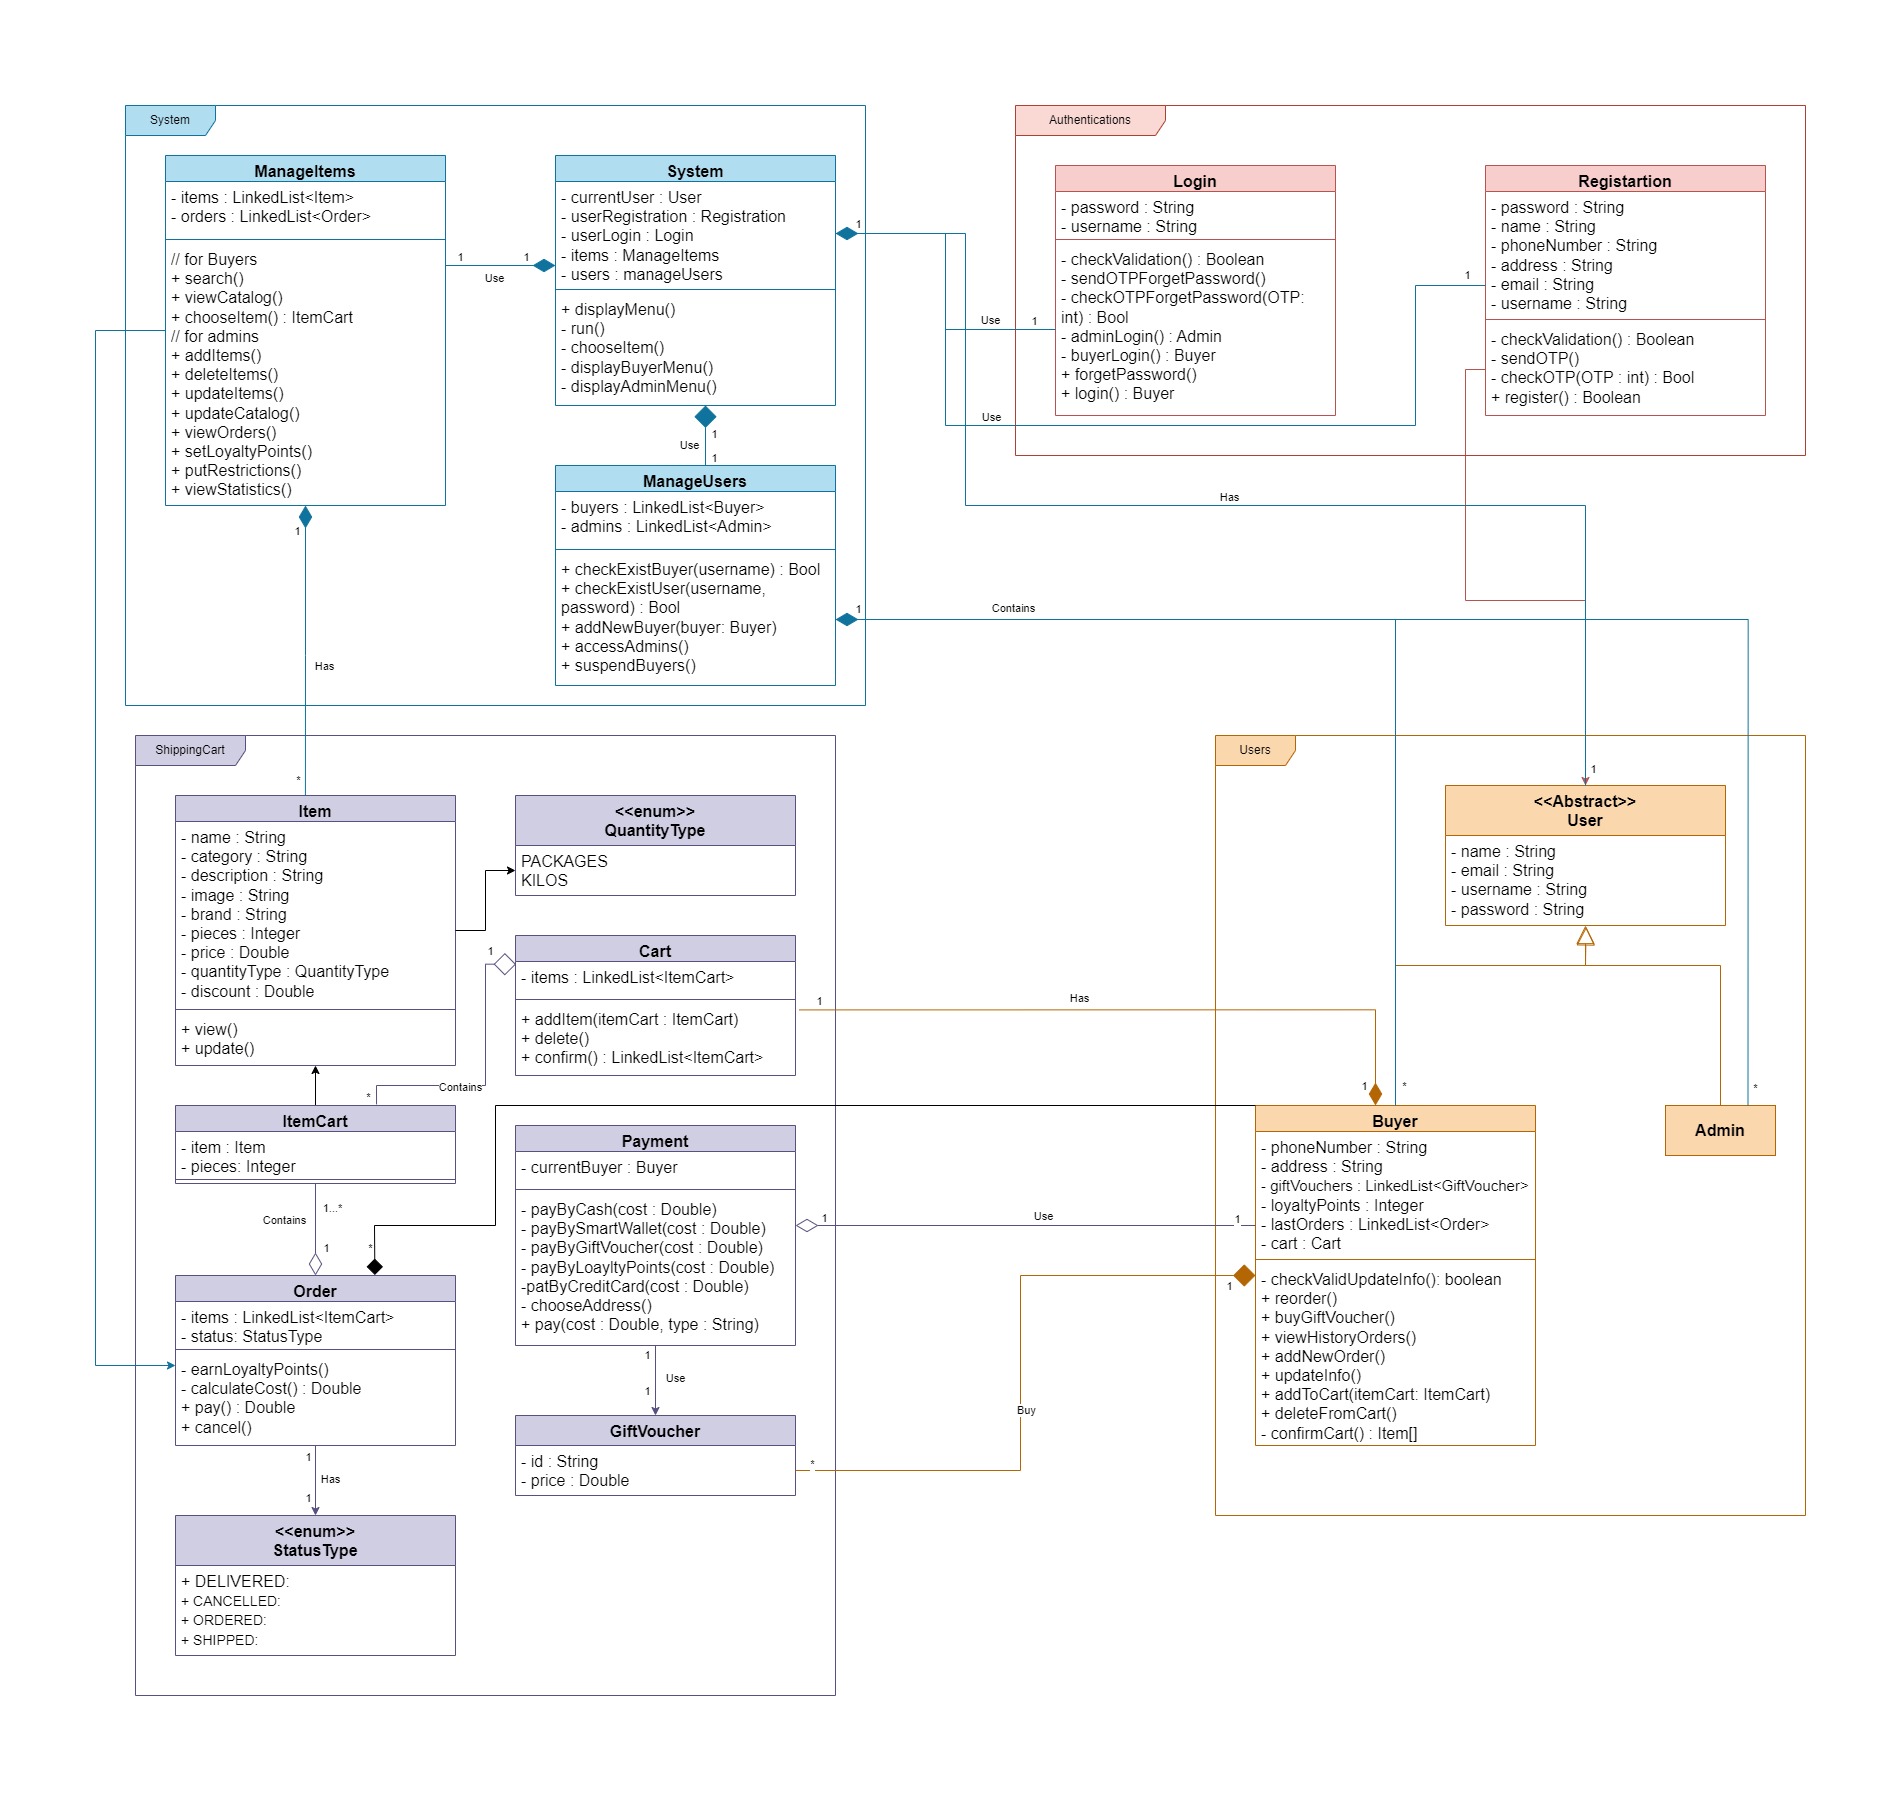 System
ManageItems
- items : LinkedList<Item>
- orders : LinkedList<Order>
// for Buyers
+ search()
+ viewCatalog()
+ chooseItem() : ItemCart
// for admins
+ addItems()
+ deleteItems()
+ updateItems()
+ updateCatalog()
+ viewOrders()
+ setLoyaltyPoints()
+ putRestrictions()
+ viewStatistics()
1
1
Use
System
- currentUser : User
- userRegistration : Registration
- userLogin : Login
- items : ManageItems
- users : manageUsers
+ displayMenu()
- run()
- chooseItem()
- displayBuyerMenu()
- displayAdminMenu()
1
1
Use
1
ManageUsers
- buyers : LinkedList<Buyer>
- admins : LinkedList<Admin>
+ checkExistBuyer(username) : Bool
+ checkExistUser(username,
password) : Bool
+ addNewBuyer(buyer: Buyer)
+ accessAdmins()
+ suspendBuyers()
1
Contains
1
Has
*
Authentications
Login
- password : String
- username : String
- checkValidation() : Boolean
- sendOTPForgetPassword()
- checkOTPForgetPassword(OTP:
int) : Bool
- adminLogin() : Admin
- buyerLogin() : Buyer
+ forgetPassword()
+ login() : Buyer
Use
1
Registartion
- password : String
- name : String
- phoneNumber : String
- address : String
- email : String
- username : String
- checkValidation() : Boolean
- sendOTP()
- checkOTP(OTP : int) : Bool
+ register() : Boolean
1
Use
Has
1
ShippingCart
Item
- name : String
- category : String
- description : String
- image : String
- brand : String
- pieces : Integer
- price : Double
- quantityType : QuantityType
- discount : Double
+ view()
+ update()
<<enum>>
QuantityType
PACKAGES
KILOS
1
Cart
- items : LinkedList<ItemCart>
+ addItem(itemCart : ItemCart)
+ delete()
+ confirm() : LinkedList<ItemCart>
1
Has
1
Contains
*
ItemCart
- item : Item
- pieces: Integer
1...*
Contains
1
*
Order
- items : LinkedList<ItemCart>
- status: StatusType
- earnLoyaltyPoints()
- calculateCost() : Double
+ pay() : Double
+ cancel()
1
Has
1
<<enum>>
StatusType
+ DELIVERED:
+ CANCELLED:
+ ORDERED:
+ SHIPPED:
Payment
- currentBuyer : Buyer
- payByCash(cost : Double)
- payBySmartWallet(cost : Double)
- payByGiftVoucher(cost : Double)
- payByLoayltyPoints(cost : Double)
-patByCreditCard(cost : Double)
- chooseAddress()
+ pay(cost : Double, type : String)
1
Use
1
1
Use
1
GiftVoucher
- id : String
- price : Double
*
Buy
1
Users
<<Abstract>>
User
- name : String
- email : String
- username : String
- password : String
*
*
Buyer
- phoneNumber : String
- address : String
- giftVouchers : LinkedList<GiftVoucher>
- loyaltyPoints : Integer
- lastOrders : LinkedList<Order>
- cart : Cart
- checkValidUpdateInfo(): boolean
+ reorder()
+ buyGiftVoucher()
+ viewHistoryOrders()
+ addNewOrder()
+ updateInfo()
+ addToCart(itemCart: ItemCart)
+ deleteFromCart()
- confirmCart() : Item[]
Admin